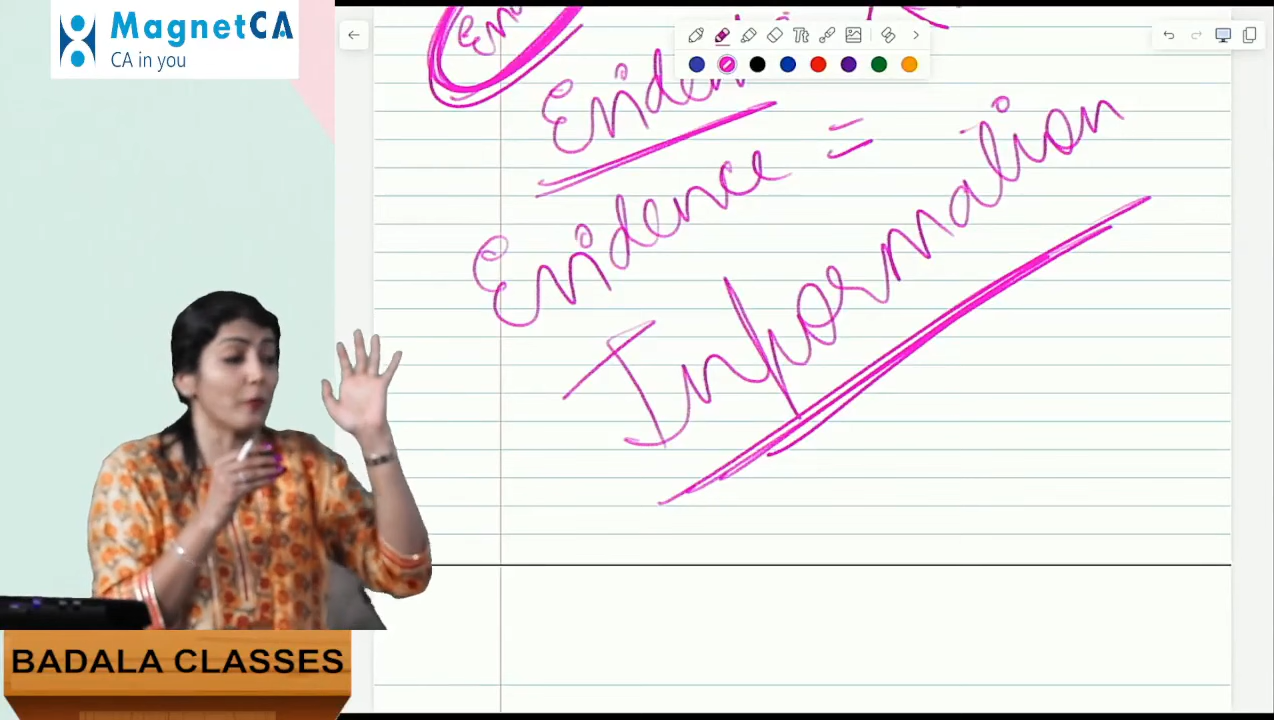 MagnetCA
CA in you
Evidence =
Information
BADALA CLASSES